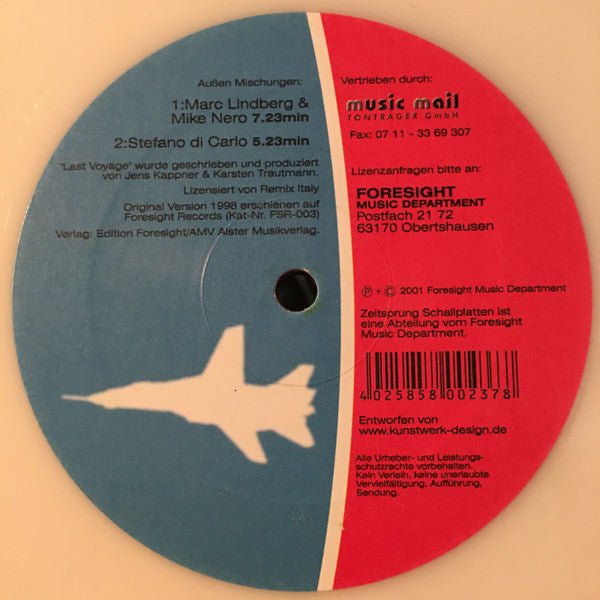 Außen Mischungen:
1:Marc Lindberg &
Mike Nero 7.23min
2:Stefano di Carlo 5.23min
"Last Voyage" wurde geschrieben und produziert
von Jens Kappner & Karsten Trautmann.
Lizensiert von Remix Italy
Original Version 1998 erschienen auf
Foresight Records (Kat-Nr. FSR-003)
Verlag: Edition Foresight/AMV Alster Musikverlag.
Vertrieben durch:
music mail
TONTRÄGER GmbH
Fax: 07 11 - 33 69 307
Lizenzanfragen bitte an:
FORESIGHT
MUSIC DEPARTMENT
Postfach 21 72
63170 Obertshausen
℗ + © 2001 Foresight Music Department
Zeitsprung Schallplatten ist
eine Abteilung vom Foresight
Music Department.
4 025858 002378
Entworfen von
www.kunstwerk-design.de
Alle Urheber- und Leistungs-
schutzrechte vorbehalten.
Kein Verleih, keine unerlaubte
Vervielfältigung, Aufführung,
Sendung.